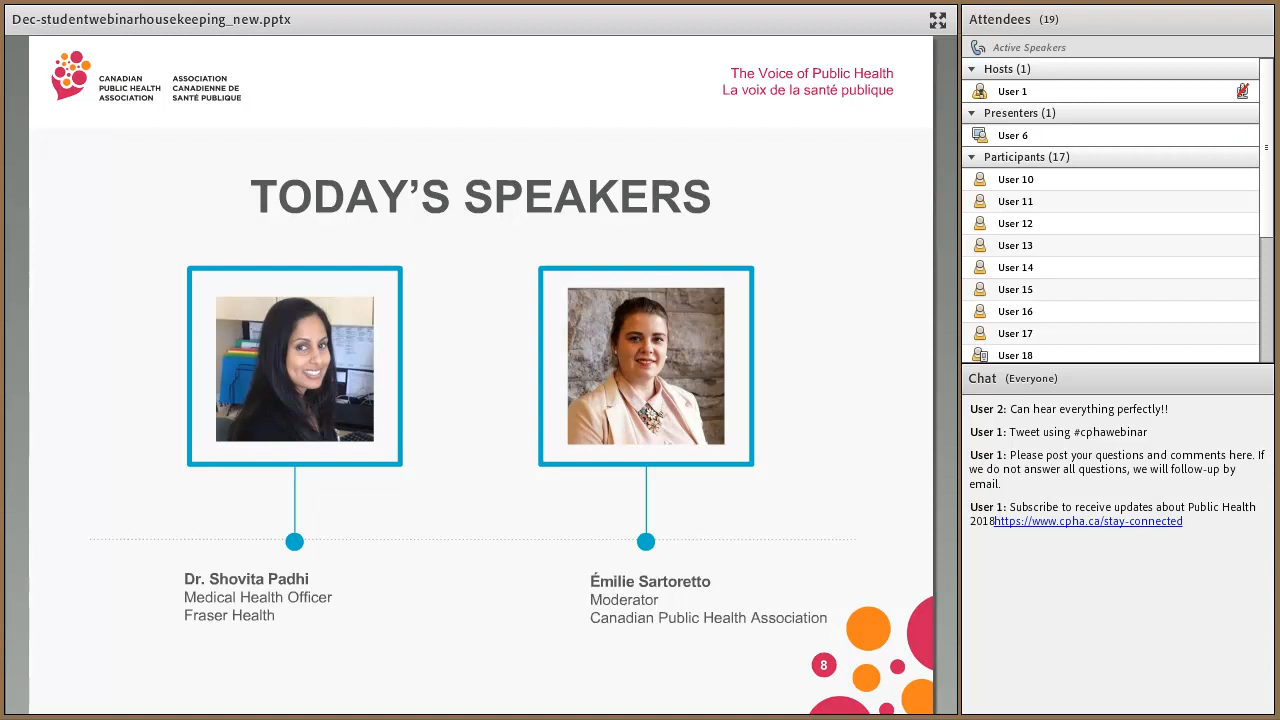 Dec-studentwebinarhousekeeping_new.pptx
CANADIAN
PUBLIC HEALTH
ASSOCIATION
ASSOCIATION
CANADIENNE DE
SANTÉ PUBLIQUE
The Voice of Public Health
La voix de la santé publique
TODAY’S SPEAKERS
Dr. Shovita Padhi
Medical Health Officer
Fraser Health
Émilie Sartoretto
Moderator
Canadian Public Health Association
8
Attendees (19)
Active Speakers
Hosts (1)
User 1
Presenters (1)
User 6
Participants (17)
User 10
User 11
User 12
User 13
User 14
User 15
User 16
User 17
User 18
Chat (Everyone)
User 2: Can hear everything perfectly!!
User 1: Tweet using #cphawebinar
User 1: Please post your questions and comments here. If
we do not answer all questions, we will follow-up by
email.
User 1: Subscribe to receive updates about Public Health
2018https://www.cpha.ca/stay-connected